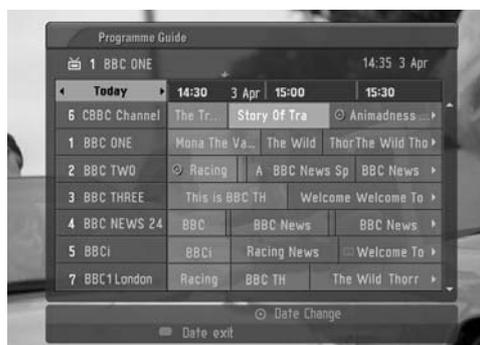 Programme Guide
1 BBC ONE 14:35 3 Apr
Today 14:30 3 Apr 15:00 15:30
6 CBBC Channel The Tr... Story Of Tra Animadness ...
1 BBC ONE Mona The Va... The Wild Thor The Wild Tho
2 BBC TWO Racing A BBC News Sp BBC News
3 BBC THREE This is BBC TH Welcome Welcome To
4 BBC NEWS 24 BBC BBC News BBC News
5 BBCi BBCi Racing News Welcome To
7 BBC1London Racing BBC TH The Wild Thorr
Date Change
Date exit